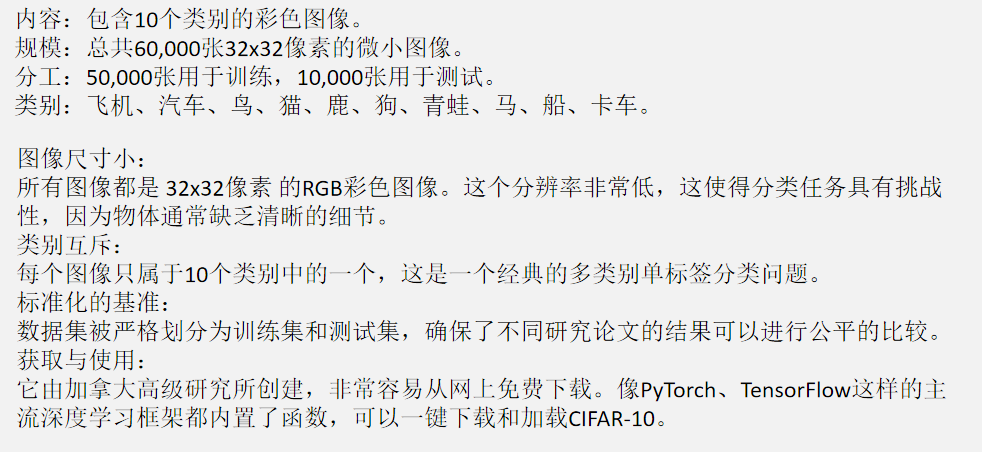 内容：包含10个类别的彩色图像。
规模：总共60,000张32x32像素的微小图像。
分工：50,000张用于训练，10,000张用于测试。
类别：飞机、汽车、鸟、猫、鹿、狗、青蛙、马、船、卡车。
图像尺寸小：
所有图像都是 32x32像素 的RGB彩色图像。这个分辨率非常低，这使得分类任务具有挑战
性，因为物体通常缺乏清晰的细节。
类别互斥：
每个图像只属于10个类别中的一个，这是一个经典的多类别单标签分类问题。
标准化的基准：
数据集被严格划分为训练集和测试集，确保了不同研究论文的结果可以进行公平的比较。
获取与使用：
它由加拿大高级研究所创建，非常容易从网上免费下载。像PyTorch、TensorFlow这样的主
流深度学习框架都内置了函数，可以一键下载和加载CIFAR-10。